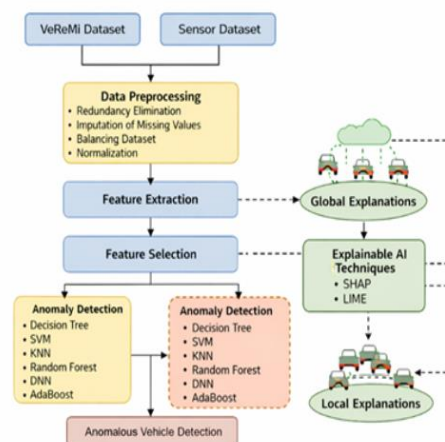 VeReMi Dataset
Sensor Dataset
Data Preprocessing
• Redundancy Elimination
• Imputation of Missing Values
• Balancing Dataset
• Normalization
Feature Extraction
Global Explanations
Feature Selection
Explainable AI
Techniques
• SHAP
• LIME
Anomaly Detection
• Decision Tree
• SVM
• KNN
• Random Forest
• DNN
• AdaBoost
Anomaly Detection
• Decision Tree
• SVM
• KNN
• Random Forest
• DNN
• AdaBoost
Local Explanations
Anomalous Vehicle Detection